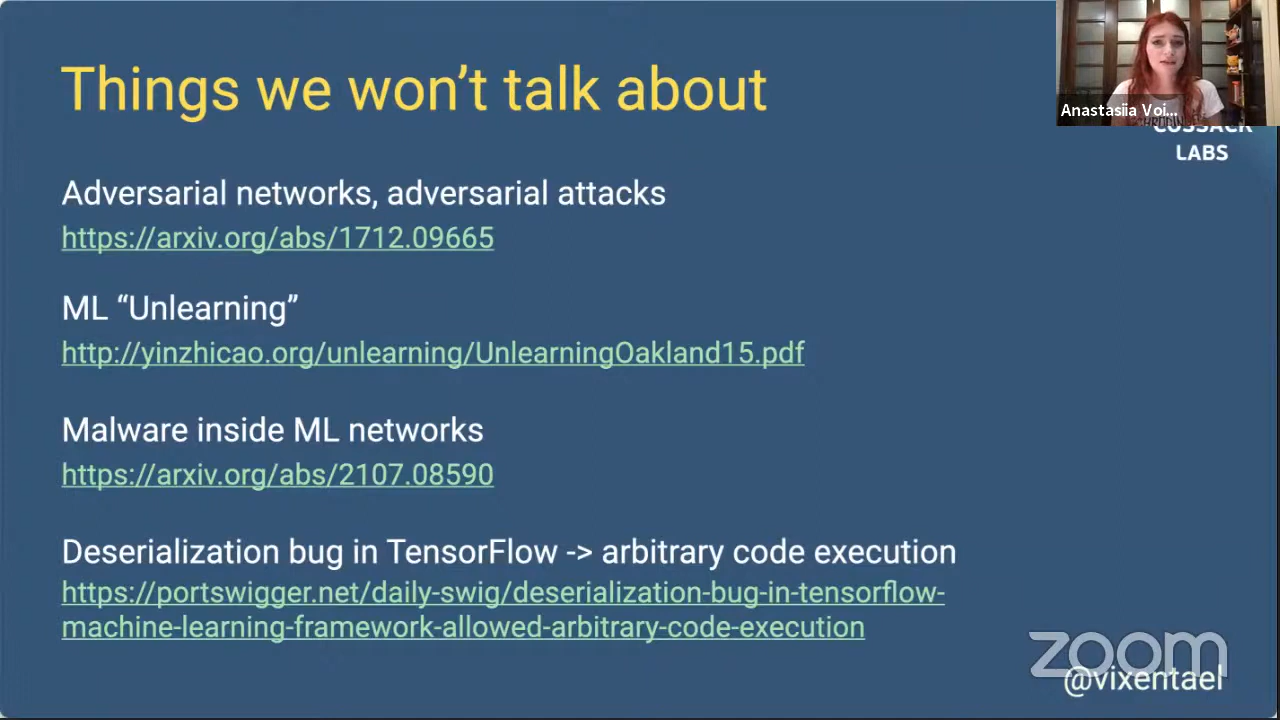 Things we won’t talk about
Anastasiia Voi...
COSSACK
LABS
Adversarial networks, adversarial attacks
https://arxiv.org/abs/1712.09665
ML “Unlearning”
http://yinzhicao.org/unlearning/UnlearningOakland15.pdf
Malware inside ML networks
https://arxiv.org/abs/2107.08590
Deserialization bug in TensorFlow -> arbitrary code execution
https://portswigger.net/daily-swig/deserialization-bug-in-tensorflow-
machine-learning-framework-allowed-arbitrary-code-execution
zoom
@vixentael